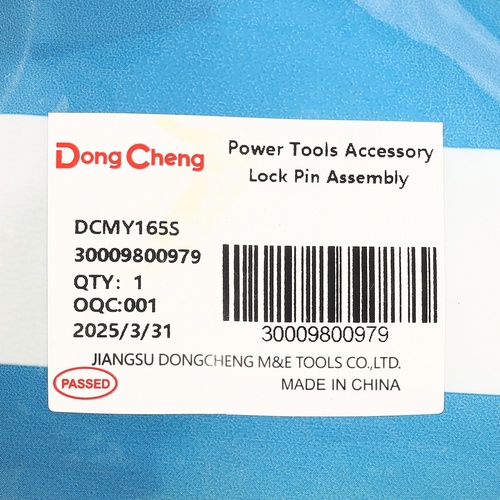 Dong Cheng
Power Tools Accessory
Lock Pin Assembly
DCMY165S
30009800979
QTY: 1
OQC:001
2025/3/31
30009800979
JIANGSU DONGCHENG M&E TOOLS CO.,LTD.
PASSED
MADE IN CHINA